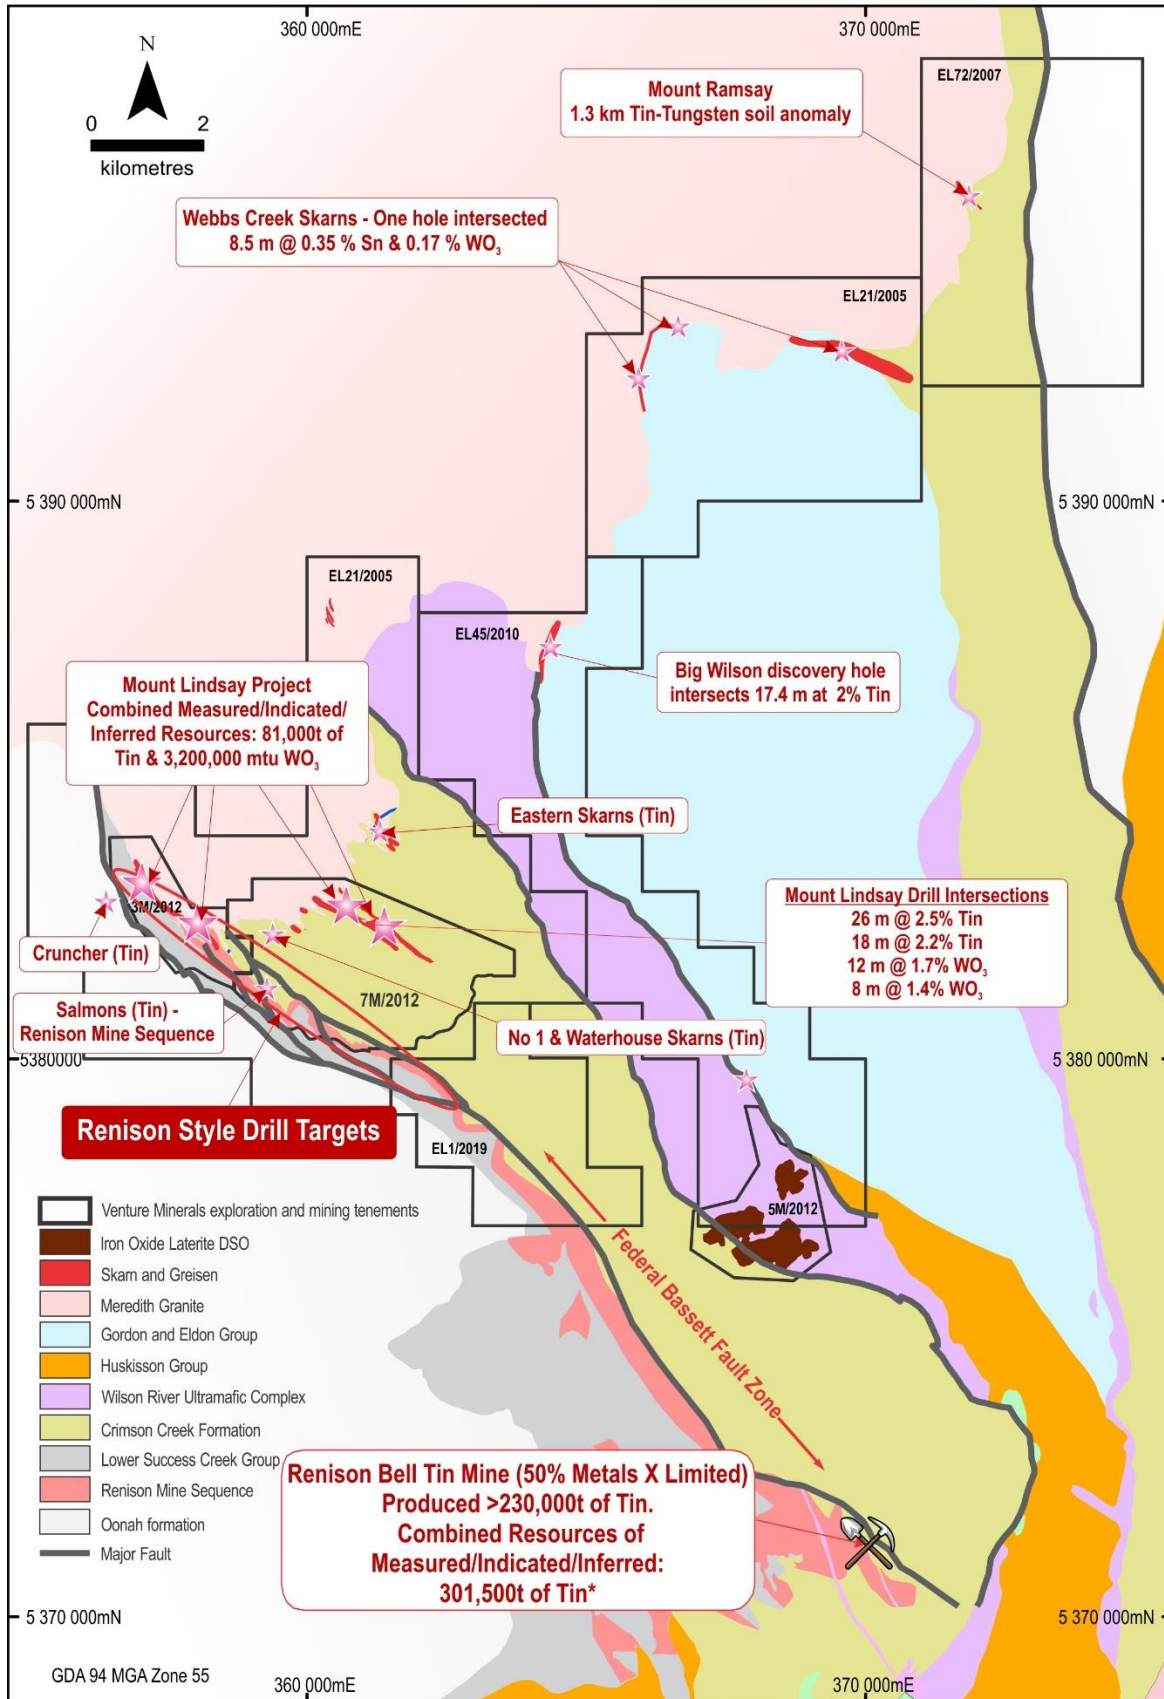 360 000mE
370 000mE
N
0 2
kilometres
EL72/2007
Mount Ramsay
1.3 km Tin-Tungsten soil anomaly
Webbs Creek Skarns - One hole intersected
8.5 m @ 0.35 % Sn & 0.17 % WO₃
EL21/2005
5 390 000mN
5 390 000mN
EL21/2005
EL45/2010
Big Wilson discovery hole
intersects 17.4 m at 2% Tin
Mount Lindsay Project
Combined Measured/Indicated/
Inferred Resources: 81,000t of
Tin & 3,200,000 mtu WO₃
Eastern Skarns (Tin)
Mount Lindsay Drill Intersections
26 m @ 2.5% Tin
18 m @ 2.2% Tin
12 m @ 1.7% WO₃
8 m @ 1.4% WO₃
3M/2012
Cruncher (Tin)
7M/2012
Salmons (Tin) -
Renison Mine Sequence
No 1 & Waterhouse Skarns (Tin)
5380000
5 380 000mN
Renison Style Drill Targets
EL1/2019
5M/2012
Federal Bassett Fault Zone
Venture Minerals exploration and mining tenements
Iron Oxide Laterite DSO
Skarn and Greisen
Meredith Granite
Gordon and Eldon Group
Huskisson Group
Wilson River Ultramafic Complex
Crimson Creek Formation
Lower Success Creek Group
Renison Mine Sequence
Oonah formation
Major Fault
Renison Bell Tin Mine (50% Metals X Limited)
Produced >230,000t of Tin.
Combined Resources of
Measured/Indicated/Inferred:
301,500t of Tin*
5 370 000mN
5 370 000mN
GDA 94 MGA Zone 55
360 000mE
370 000mE